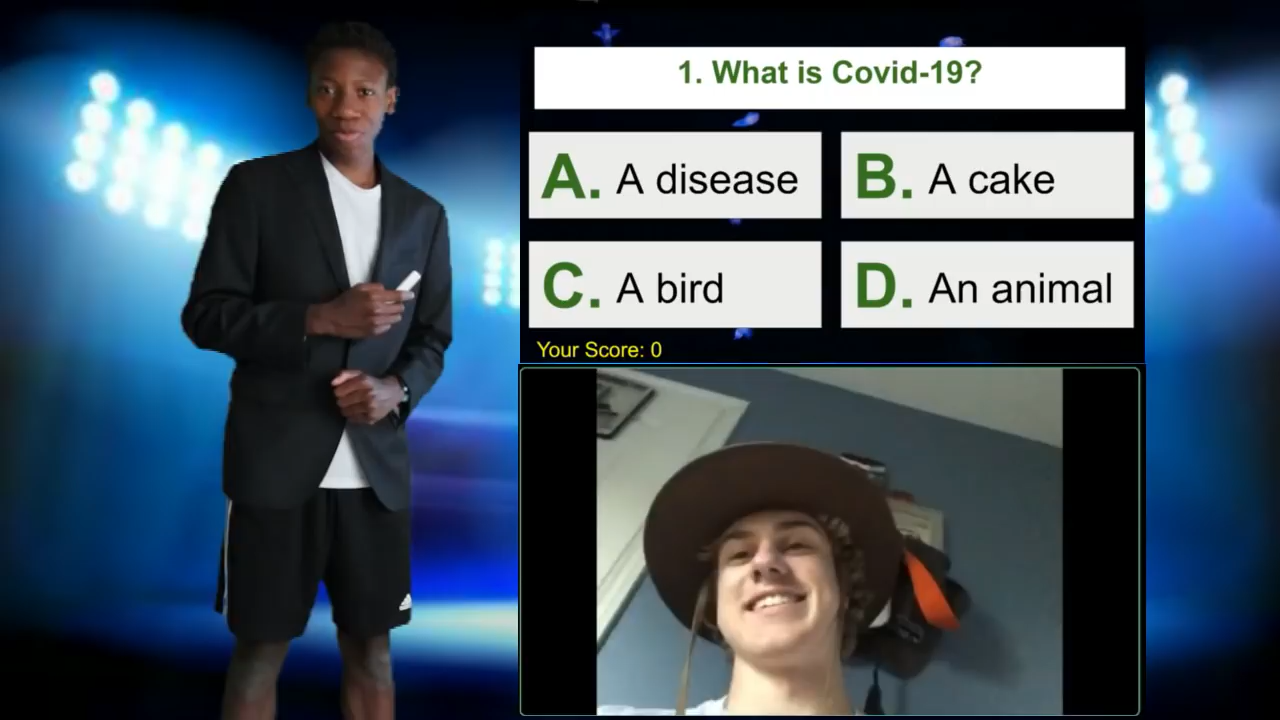 1. What is Covid-19?
A. A disease
B. A cake
C. A bird
D. An animal
Your Score: 0